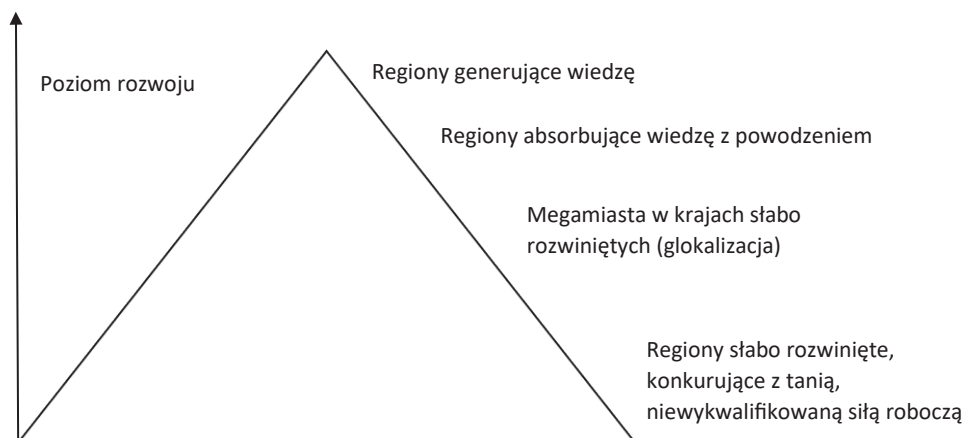 Poziom rozwoju
Regiony generujące wiedzę
Regiony absorbujące wiedzę z powodzeniem
Megamiasta w krajach słabo
rozwiniętych (glokalizacja)
Regiony słabo rozwinięte,
konkurujące z tanią,
niewykwalifikowaną siłą roboczą